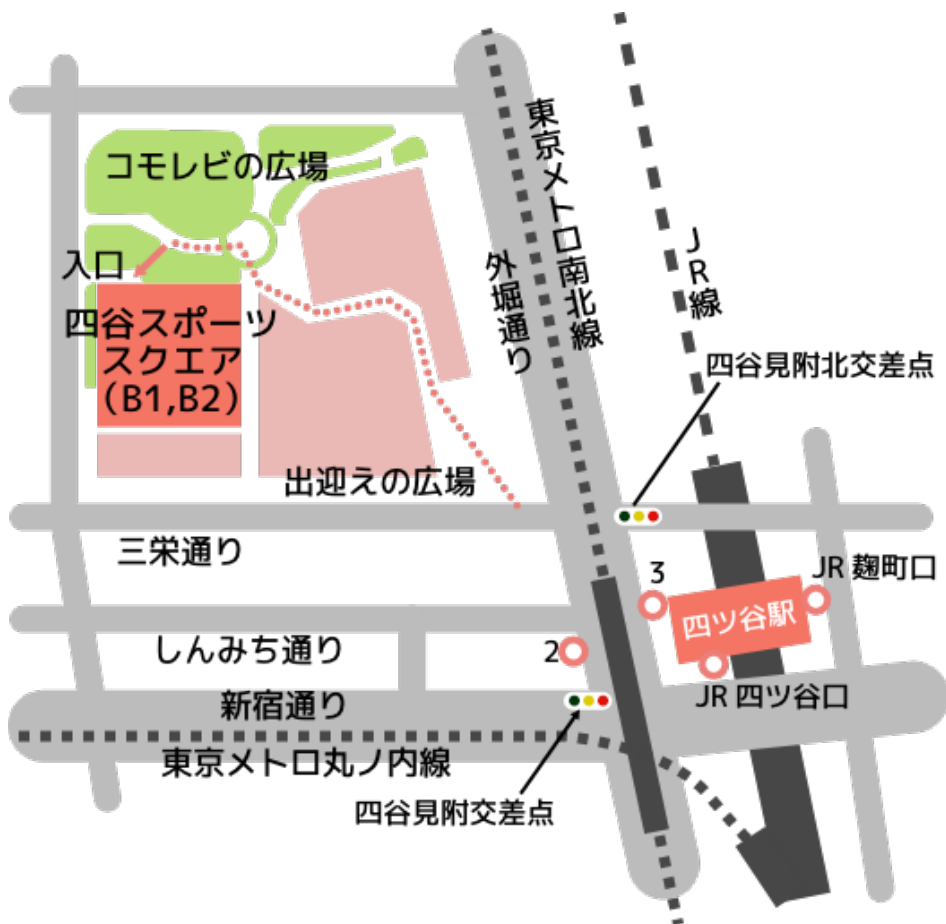 コモレビの広場
東京メトロ南北線
JR線
外堀通り
入口
四谷スポーツ
スクエア
（B1,B2）
四谷見附北交差点
出迎えの広場
三栄通り
3
JR 麹町口
四ツ谷駅
しんみち通り
2
JR 四ツ谷口
新宿通り
東京メトロ丸ノ内線
四谷見附交差点